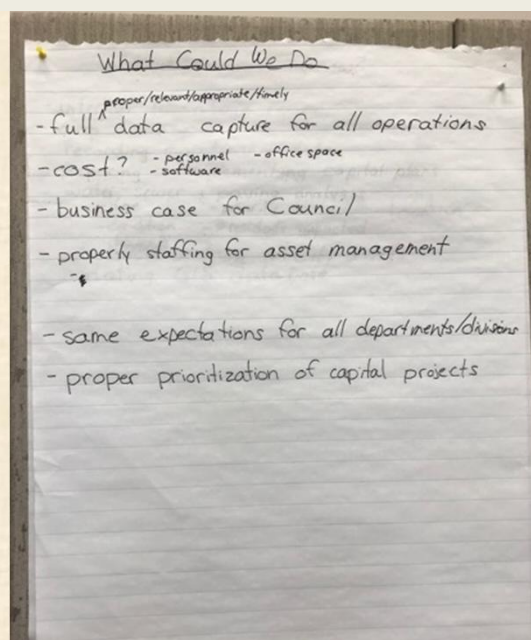 What Could We Do
proper/relevant/appropriate/timely
- full ^ data capture for all operations
- cost? - personnel - office space
- software
- business case for Council
- properly staffing for asset management
- same expectations for all departments/divisions
- proper prioritization of capital projects